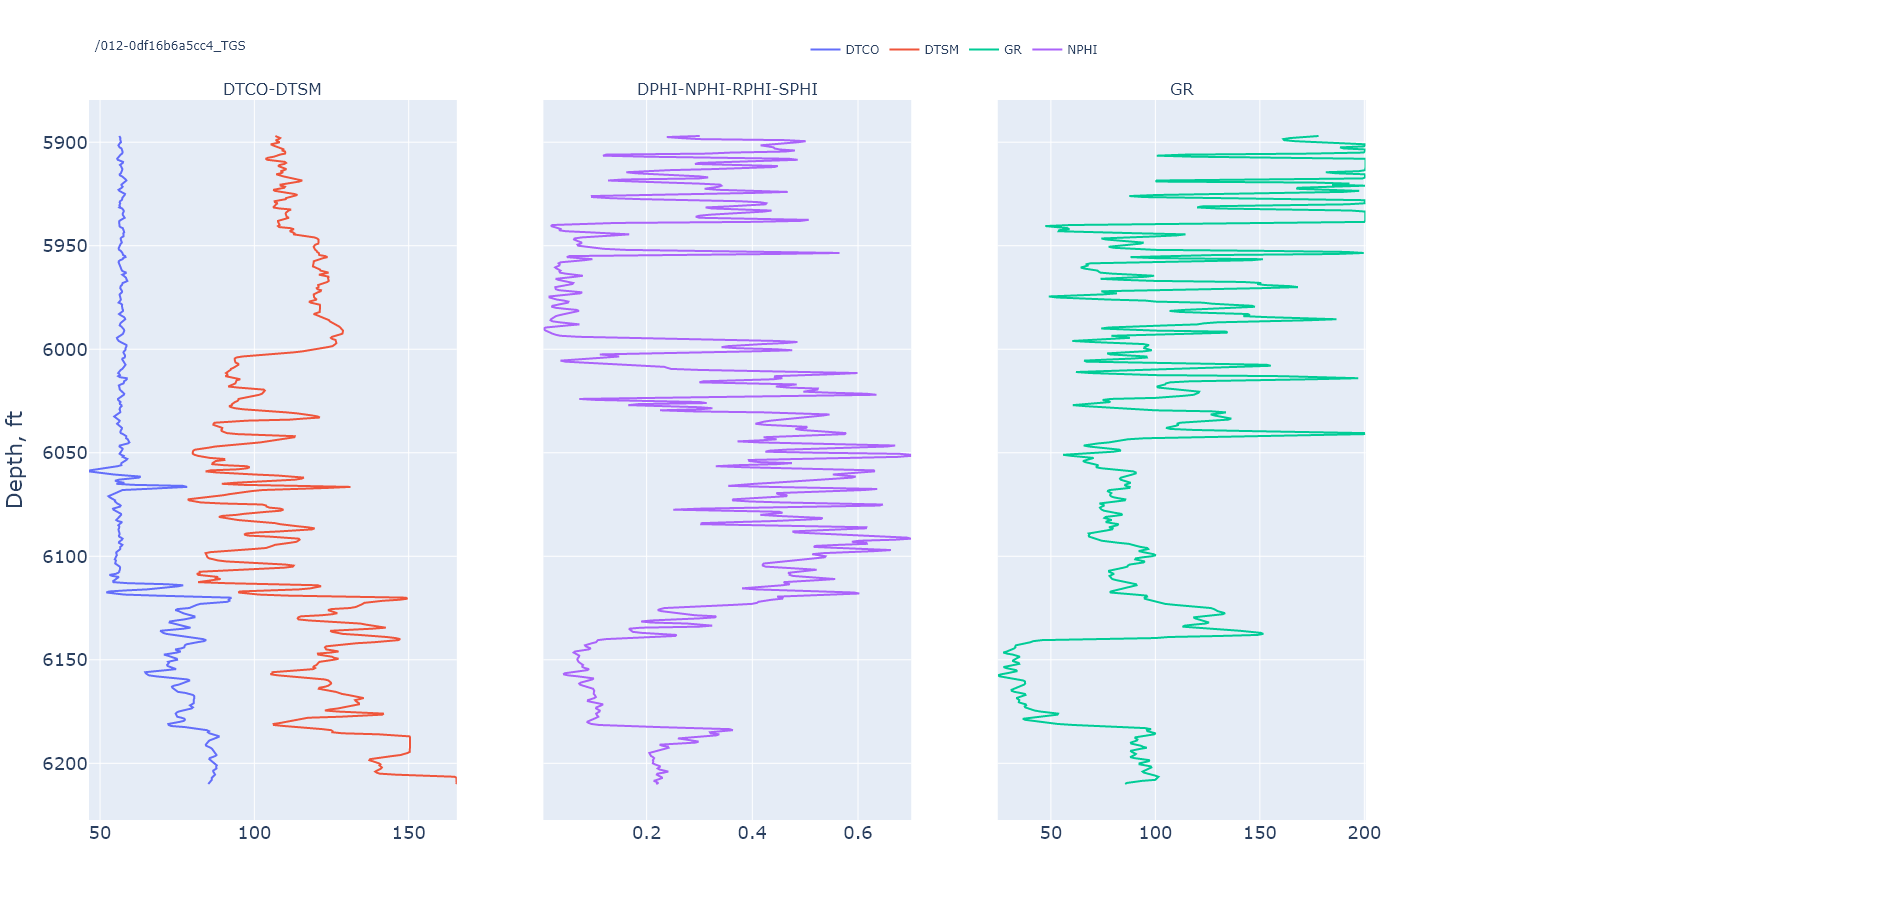 /012-0df16b6a5cc4_TGS
DTCO DTSM GR NPHI
DTCO-DTSM DPHI-NPHI-RPHI-SPHI GR
5900
5950
6000
6050
6100
6150
6200
Depth, ft
50 100 150 0.2 0.4 0.6 50 100 150 200